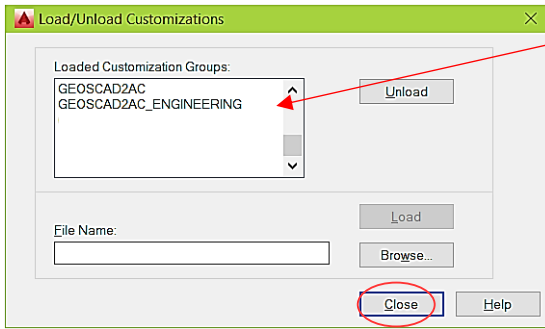 Load/Unload Customizations
Loaded Customization Groups:
GEOSCAD2AC
GEOSCAD2AC_ENGINEERING
Unload
Load
File Name:
Browse...
Close
Help